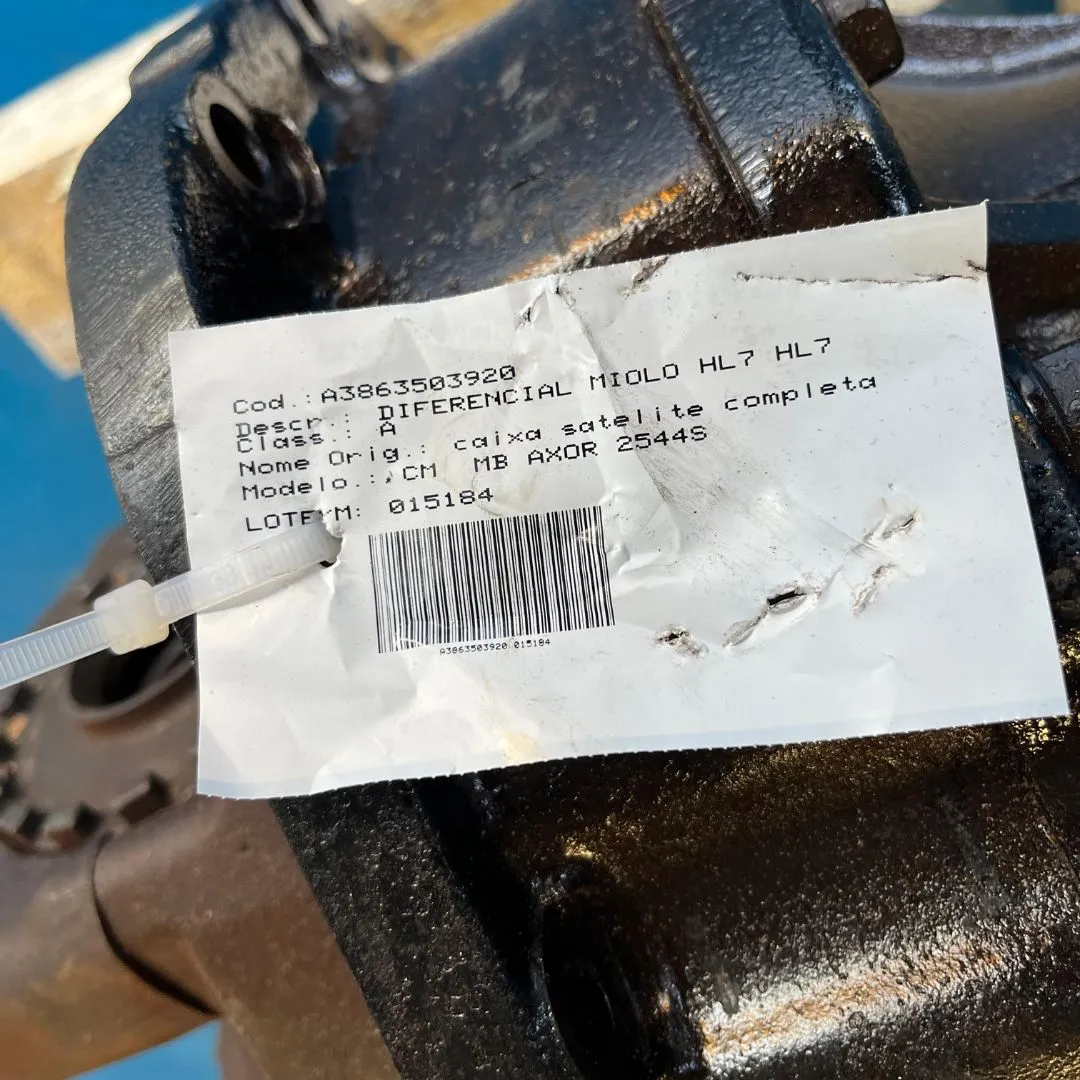 Cod.:A3863503920
Descr.: DIFERENCIAL MIOLO HL7 HL7
Class.: A
Nome Orig.: caixa satelite completa
Modelo.: CM MB AXOR 2544S
LOTE M: 015184
A3863503920 015184